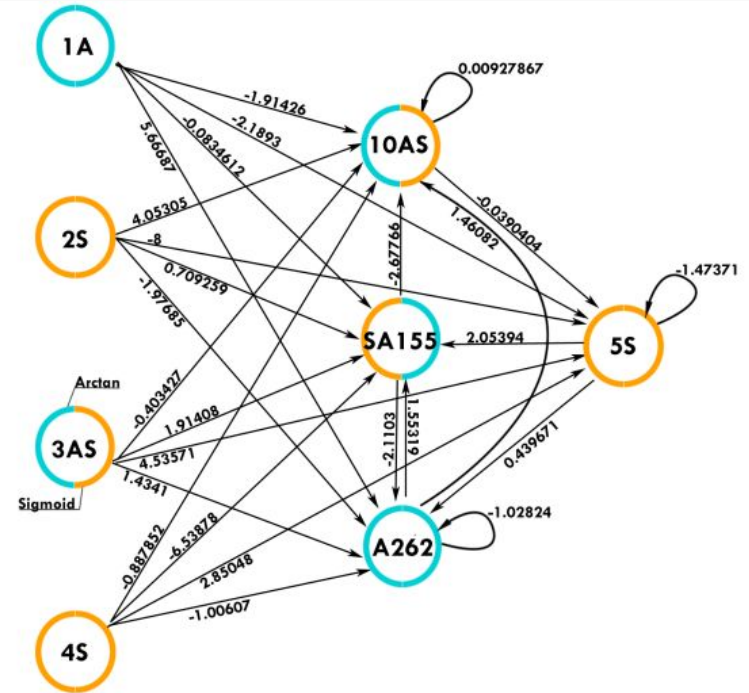 1A
0.00927867
-1.91426
-2.1893
-0.0834612
5.66687
10AS
4.05305
-0.0390404
1.46082
2S
-8
0.709259
-1.97685
-2.67766
-1.47371
SA155
2.05394
5S
Arctan
-0.403427
1.91408
3AS
4.53571
1.4341
-2.1103
1.55319
0.439671
Sigmoid
-1.02824
A262
-0.887852
-6.53878
2.85048
-1.00607
4S